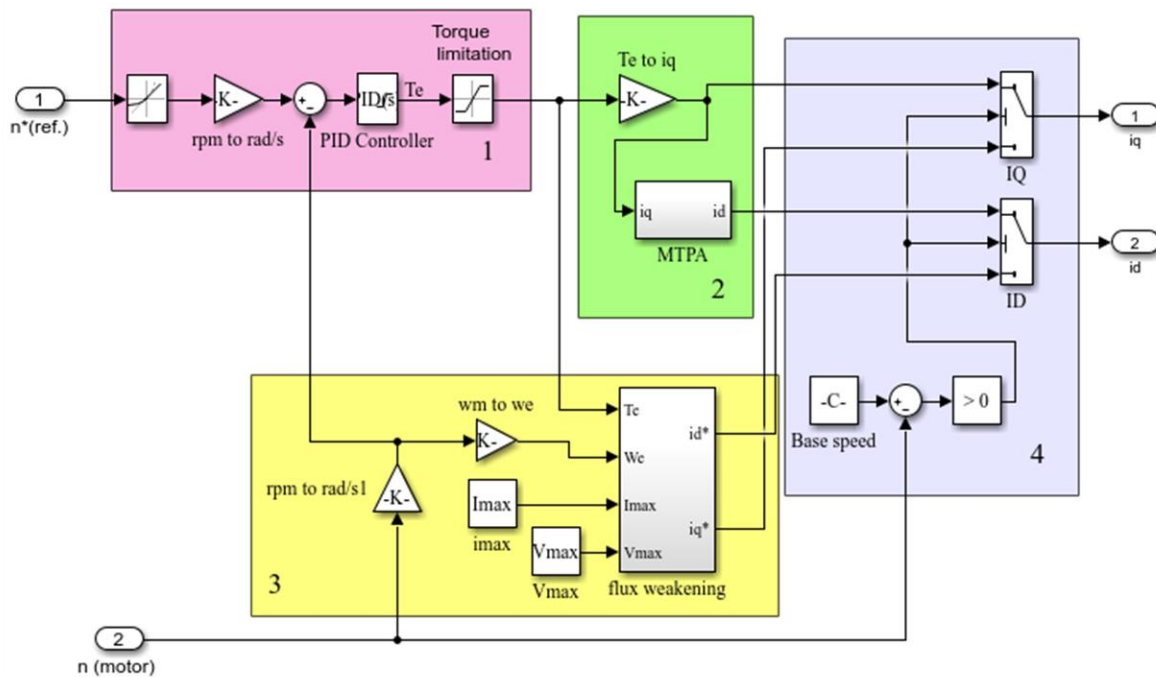 Torque
limitation
1
n*(ref.)
-K-
rpm to rad/s
+
-
PID(s)
PID Controller
Te
1
Te to iq
-K-
iq
id
MTPA
2
IQ
1
iq
ID
2
id
-C-
Base speed
+
-
> 0
4
rpm to rad/s1
-K-
wm to we
K-
Imax
imax
Vmax
Vmax
Te
We
Imax
Vmax
id*
iq*
flux weakening
3
2
n (motor)